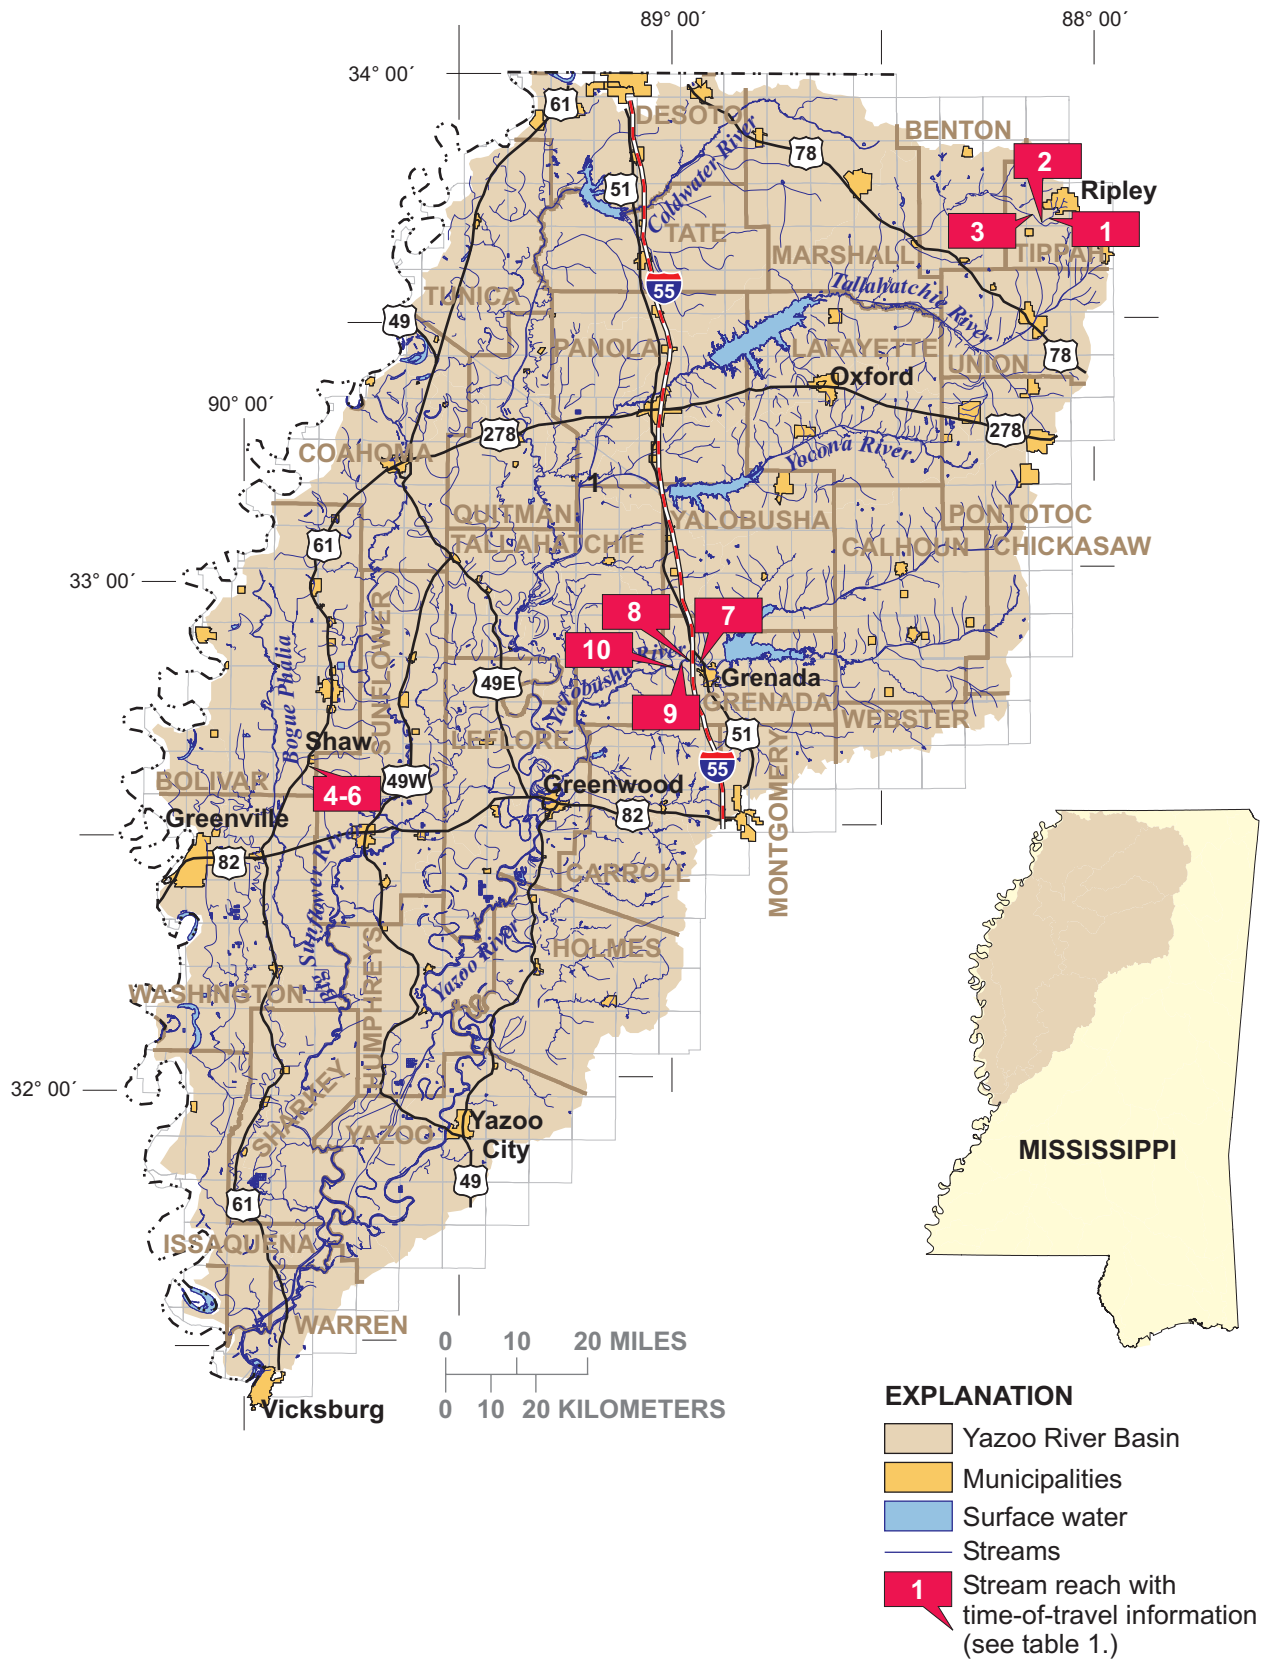 89° 00´
88° 00´
34° 00´
61
DESOTO
BENTON
78
2
51
Coldwater River
Ripley
3
1
TATE
TIPPAH
MARSHALL
55
Tallahatchie River
TUNICA
49
PANOLA
LAFAYETTE
UNION
78
Oxford
90° 00´
278
278
COAHOMA
Yocona River
1
QUITMAN
YALOBUSHA
PONTOTOC
TALLAHATCHIE
CALHOUN
CHICKASAW
61
33° 00´
SUNFLOWER
8
7
10
Bogue Phalia
Yalobusha River
Grenada
49E
9
GRENADA
WEBSTER
LEFLORE
51
Shaw
55
MONTGOMERY
BOLIVAR
49W
4-6
Greenwood
Greenville
82
82
Big Sunflower River
CARROLL
HOLMES
Yazoo River
HUMPHREYS
WASHINGTON
32° 00´
SHARKEY
YAZOO
Yazoo
City
MISSISSIPPI
49
61
ISSAQUENA
WARREN
0 10 20 MILES
0 10 20 KILOMETERS
Vicksburg
EXPLANATION
Yazoo River Basin
Municipalities
Surface water
Streams
1 Stream reach with
time-of-travel information
(see table 1.)